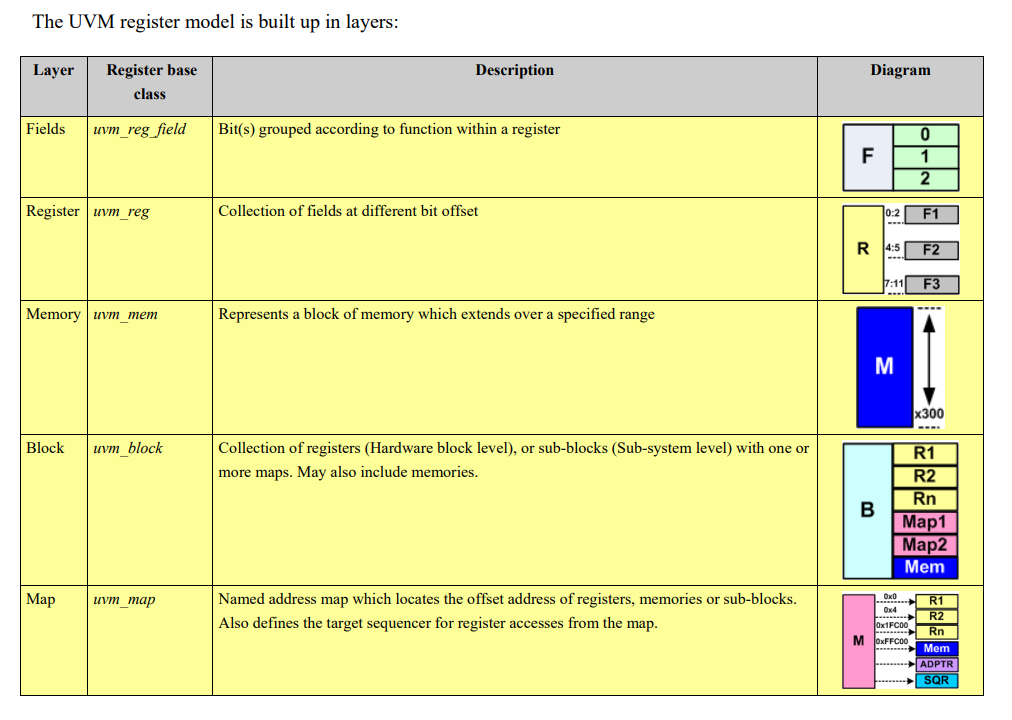 The UVM register model is built up in layers:
Layer
Register base
class
Description
Diagram
Fields
uvm_reg_field
Bit(s) grouped according to function within a register
F
0
1
2
Register
uvm_reg
Collection of fields at different bit offset
R
0:2
F1
4:5
F2
7:11
F3
Memory
uvm_mem
Represents a block of memory which extends over a specified range
M
x300
Block
uvm_block
Collection of registers (Hardware block level), or sub-blocks (Sub-system level) with one or
more maps. May also include memories.
B
R1
R2
Rn
Map1
Map2
Mem
Map
uvm_map
Named address map which locates the offset address of registers, memories or sub-blocks.
Also defines the target sequencer for register accesses from the map.
M
0x0
R1
0x4
R2
0x1FC00
Rn
0xFFC00
Mem
ADPTR
SQR